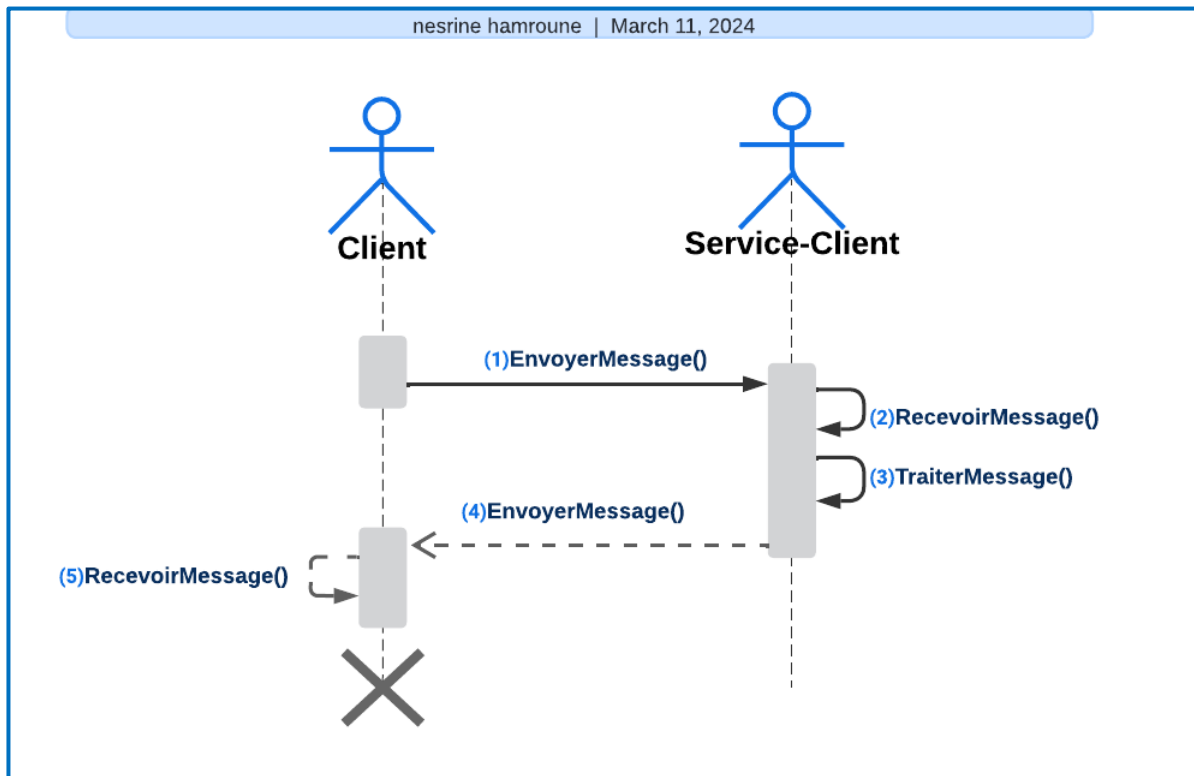 nesrine hamroune | March 11, 2024
Client
Service-Client
(1)EnvoyerMessage()
(2)RecevoirMessage()
(3)TraiterMessage()
(4)EnvoyerMessage()
(5)RecevoirMessage()